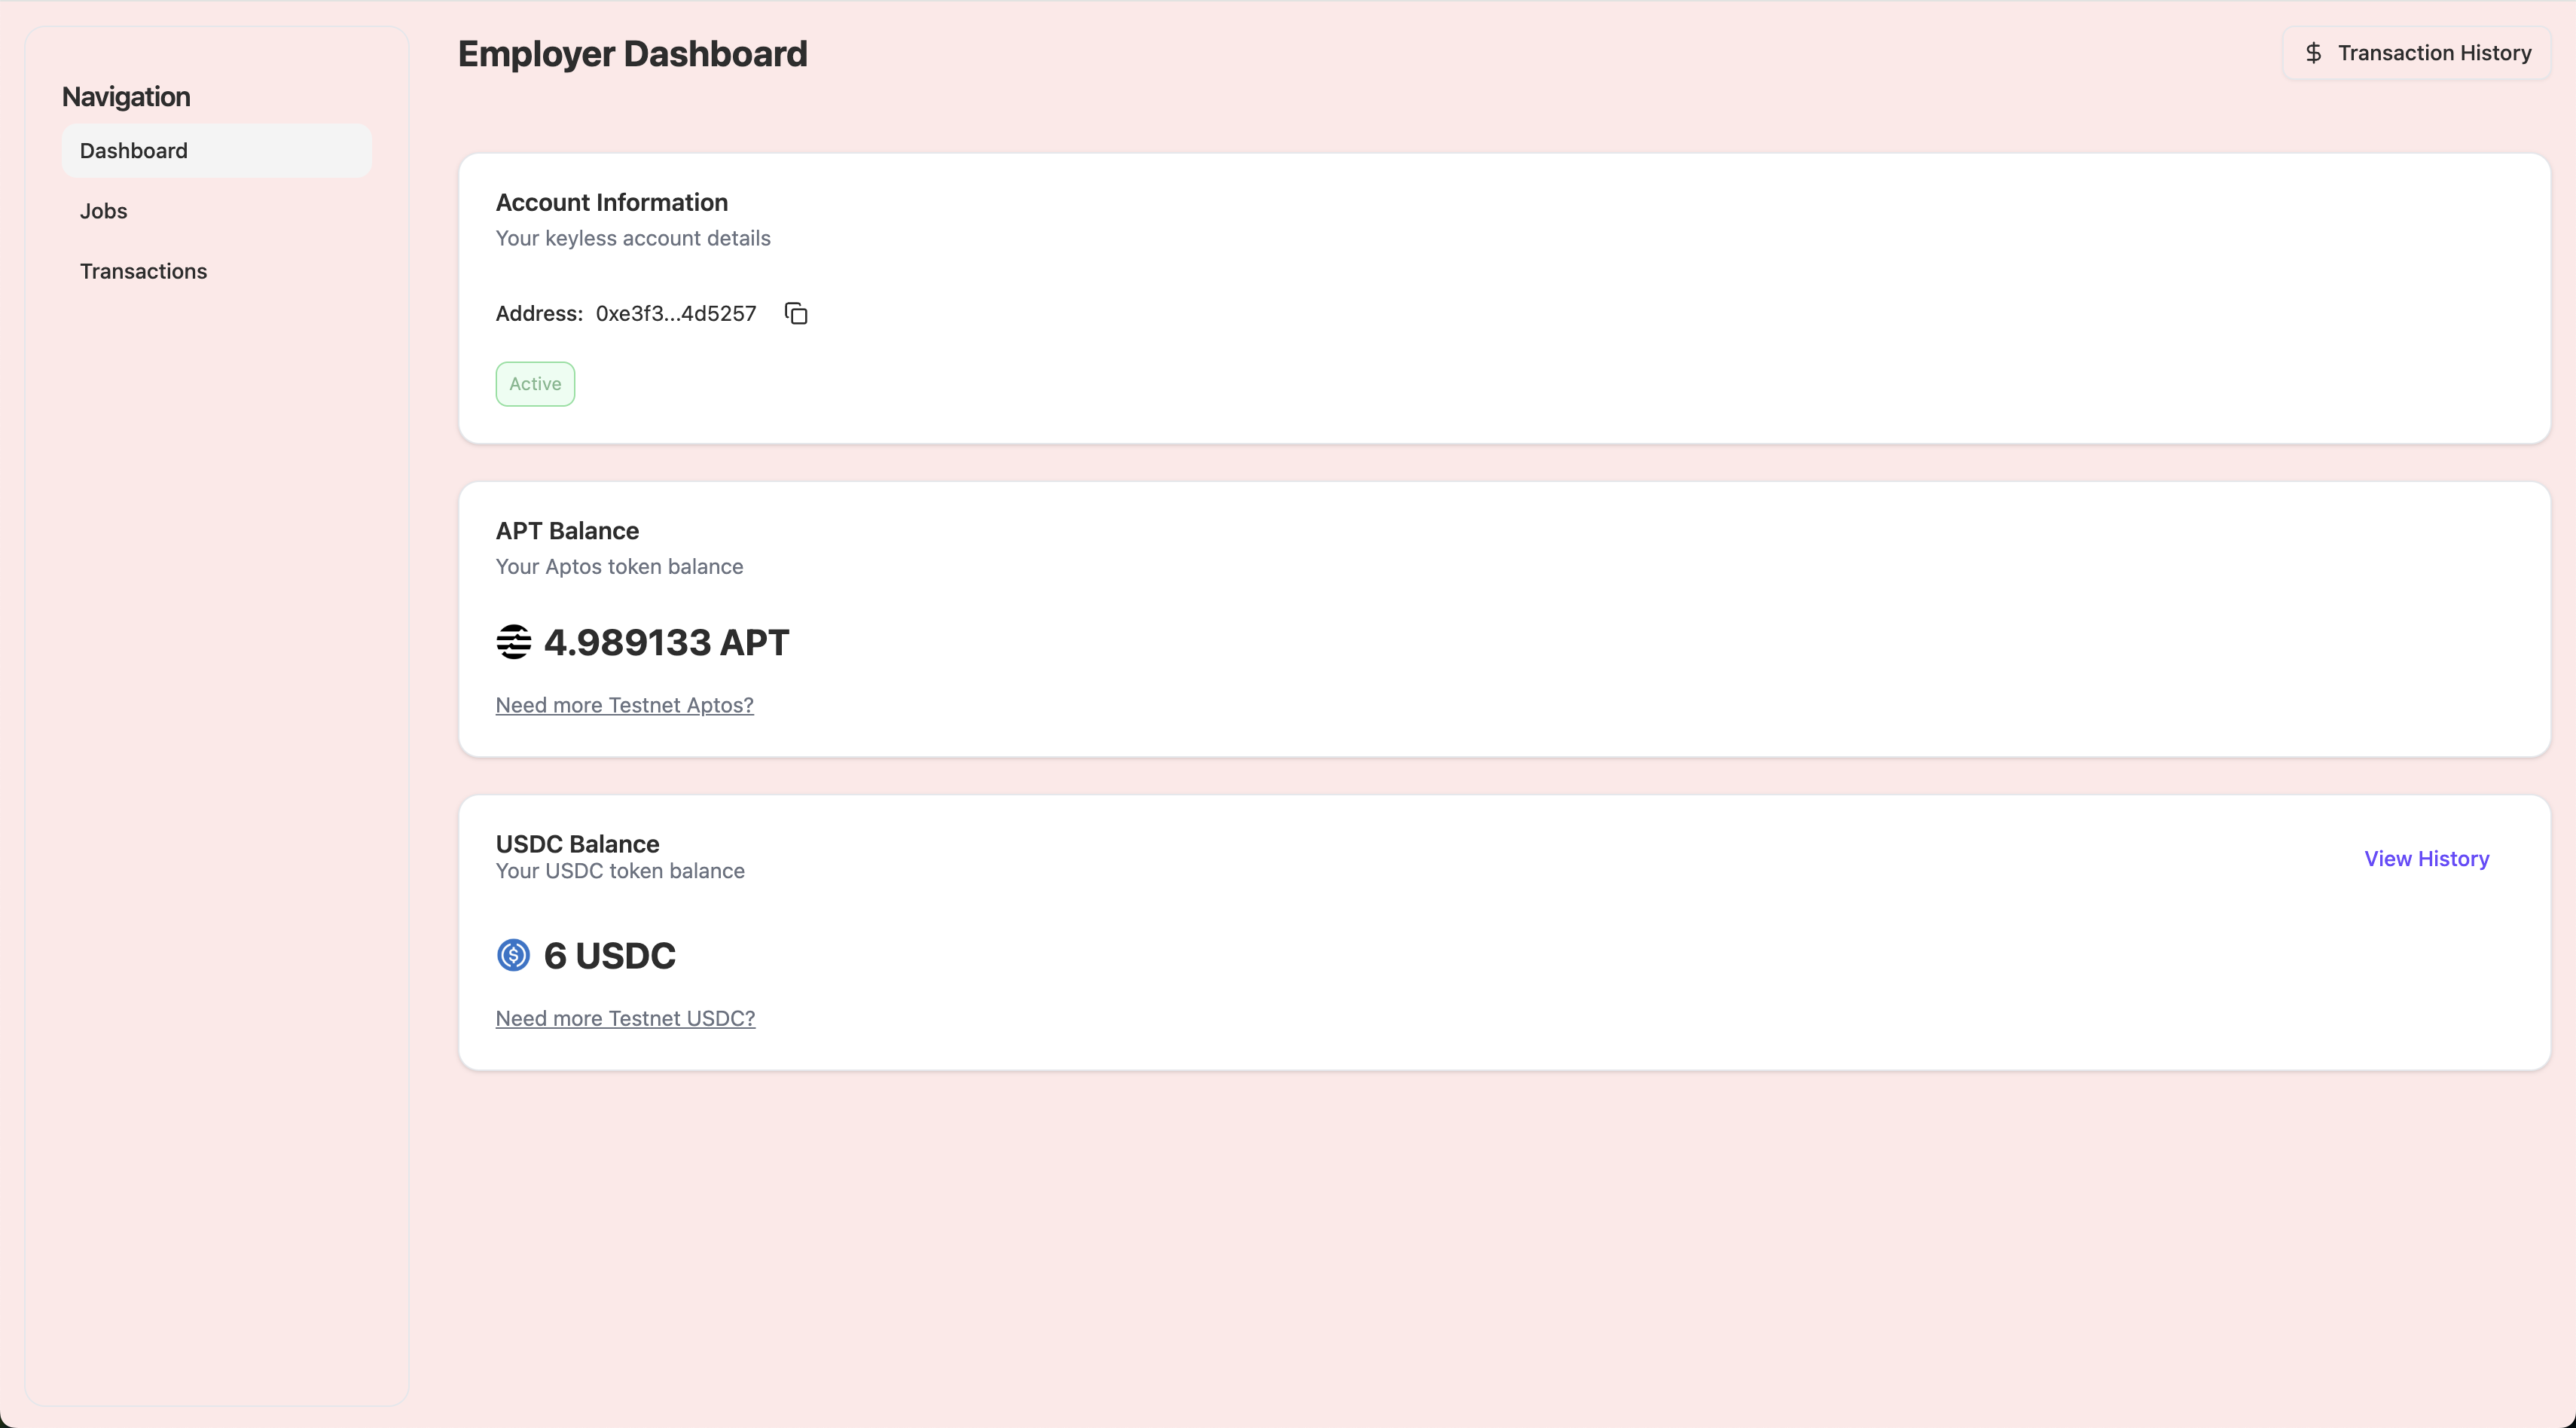 Navigation
Dashboard
Jobs
Transactions
Employer Dashboard
Transaction History
Account Information
Your keyless account details
Address: 0xe3f3...4d5257
Active
APT Balance
Your Aptos token balance
4.989133 APT
Need more Testnet Aptos?
USDC Balance
Your USDC token balance
View History
6 USDC
Need more Testnet USDC?